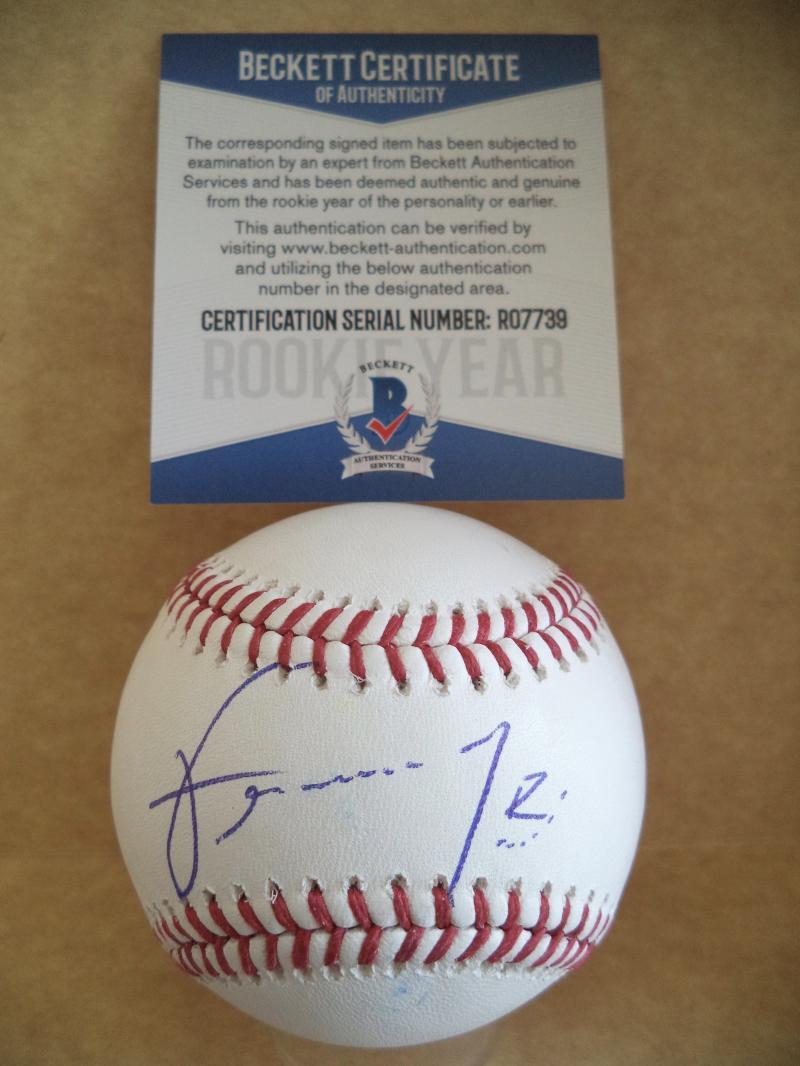 BECKETT CERTIFICATE
OF AUTHENTICITY
The corresponding signed item has been subjected to
examination by an expert from Beckett Authentication
Services and has been deemed authentic and genuine
from the rookie year of the personality or earlier.
This authentication can be verified by
visiting www.beckett-authentication.com
and utilizing the below authentication
number in the designated area.
CERTIFICATION SERIAL NUMBER: R07739
ROOKIE YEAR
BECKETT
B
AUTHENTICATION
SERVICES